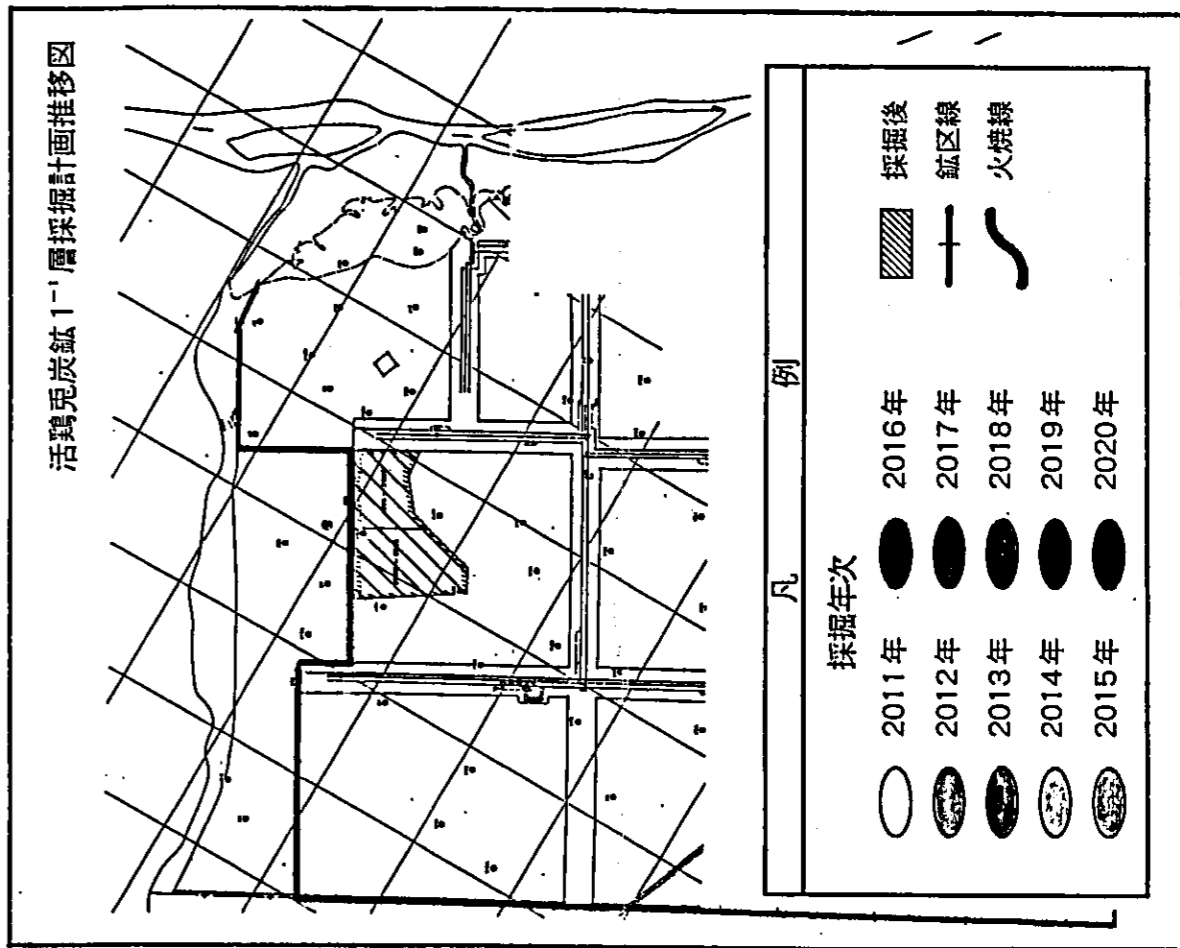 活鶏兎炭鉱1⁻¹層採掘計画推移図
凡例
採掘年次
2011年 2016年 採掘後
2012年 2017年 鉱区線
2013年 2018年 火焼線
2014年 2019年
2015年 2020年